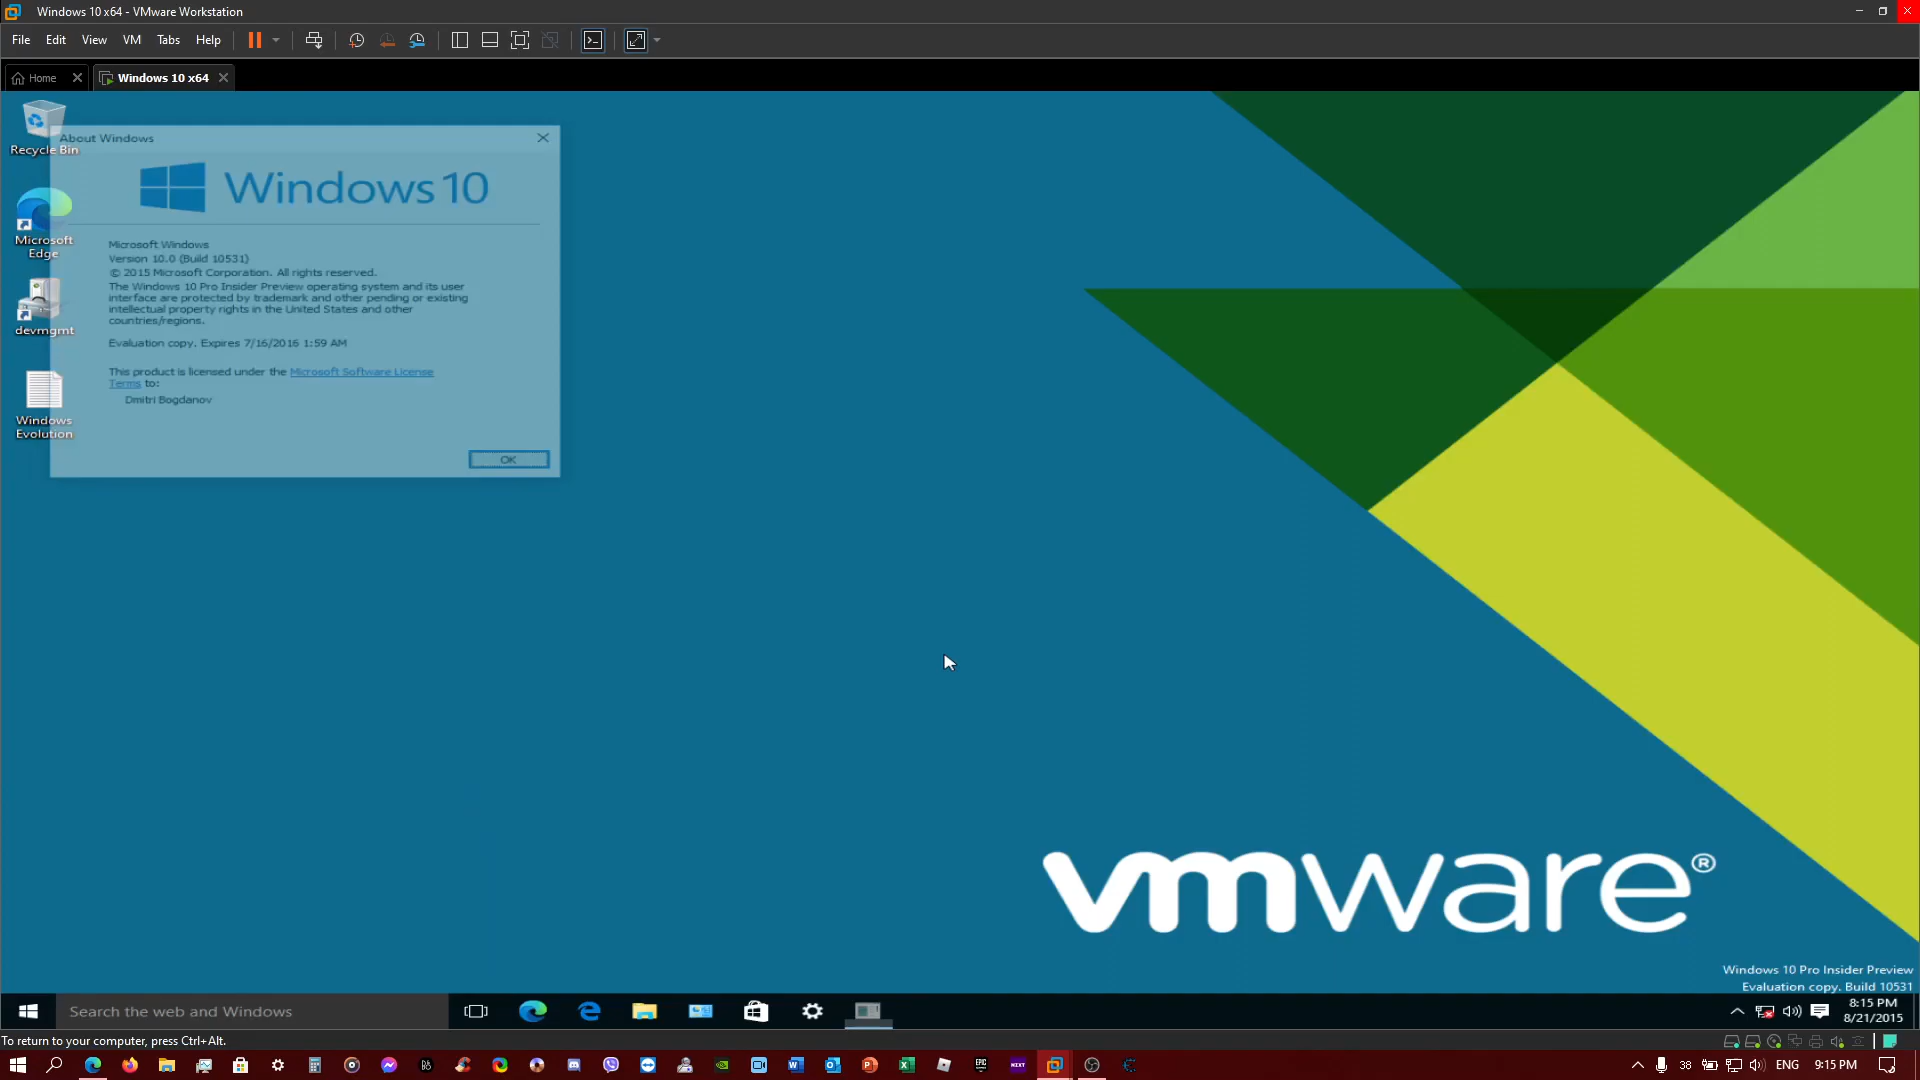 Windows 10 x64 - VMware Workstation
File Edit View VM Tabs Help
Home Windows 10 x64
Recycle Bin
Microsoft
Edge
devmgmt
Windows
Evolution
About Windows
Windows 10
Microsoft Windows
Version 10.0 (Build 10531)
© 2015 Microsoft Corporation. All rights reserved.
The Windows 10 Pro Insider Preview operating system and its user
interface are protected by trademark and other pending or existing
intellectual property rights in the United States and other
countries/regions.
Evaluation copy. Expires 7/16/2016 1:59 AM
This product is licensed under the Microsoft Software License
Terms to:
Dmitri Bogdanov
OK
vmware®
Windows 10 Pro Insider Preview
Evaluation copy. Build 10531
Search the web and Windows
8:15 PM
8/21/2015
To return to your computer, press Ctrl+Alt.
EPIC
NEXT
38
ENG
9:15 PM